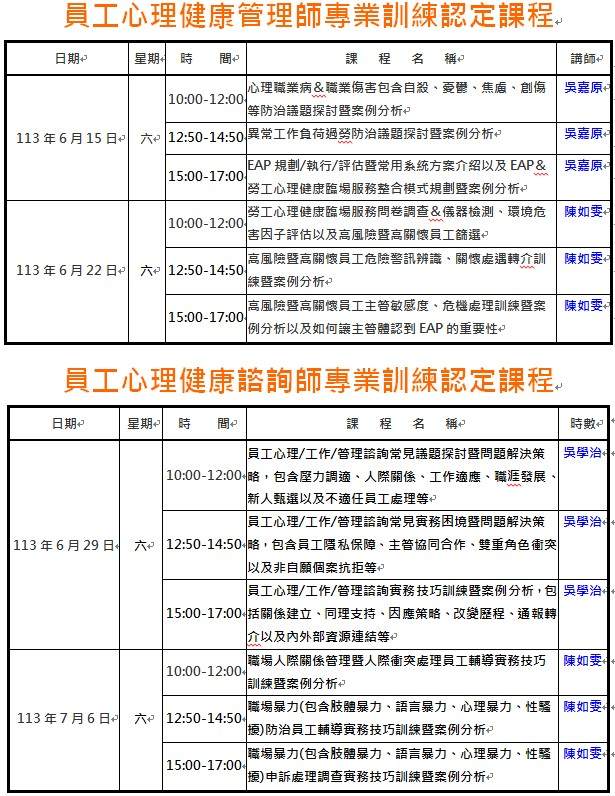 員工心理健康管理師專業訓練認定課程
日期 星期 時 間 課 程 名 稱 講師
113 年 6 月 15 日 六
10:00-12:00 心理職業病&職業傷害包含自殺、憂鬱、焦慮、創傷 吳嘉原
等防治議題探討暨案例分析
12:50-14:50 異常工作負荷過勞防治議題探討暨案例分析 吳嘉原
15:00-17:00 EAP 規劃/執行/評估暨常用系統方案介紹以及 EAP& 吳嘉原
勞工心理健康臨場服務整合模式規劃暨案例分析
113 年 6 月 22 日 六
10:00-12:00 勞工心理健康臨場服務問卷調查&儀器檢測、環境危 陳如雯
害因子評估以及高風險暨高關懷員工篩選
12:50-14:50 高風險暨高關懷員工危險警訊辨識、關懷處遇轉介訓 陳如雯
練暨案例分析
15:00-17:00 高風險暨高關懷員工主管敏感度、危機處理訓練暨案 陳如雯
例分析以及如何讓主管體認到 EAP 的重要性
員工心理健康諮詢師專業訓練認定課程
日期 星期 時 間 課 程 名 稱 時數
113 年 6 月 29 日 六
10:00-12:00 員工心理/工作/管理諮詢常見議題探討暨問題解決策 吳學治
略，包含壓力調適、人際關係、工作適應、職涯發展、
新人甄選以及不適任員工處理等
12:50-14:50 員工心理/工作/管理諮詢常見實務困境暨問題解決策 吳學治
略，包含員工隱私保障、主管協同合作、雙重角色衝突
以及非自願個案抗拒等
15:00-17:00 員工心理/工作/管理諮詢實務技巧訓練暨案例分析，包 吳學治
括關係建立、同理支持、因應策略、改變歷程、通報轉
介以及內外部資源連結等
113 年 7 月 6 日 六
10:00-12:00 職場人際關係管理暨人際衝突處理員工輔導實務技巧 陳如雯
訓練暨案例分析
12:50-14:50 職場暴力(包含肢體暴力、語言暴力、心理暴力、性騷 陳如雯
擾)防治員工輔導實務技巧訓練暨案例分析
15:00-17:00 職場暴力(包含肢體暴力、語言暴力、心理暴力、性騷 陳如雯
擾)申訴處理調查實務技巧訓練暨案例分析